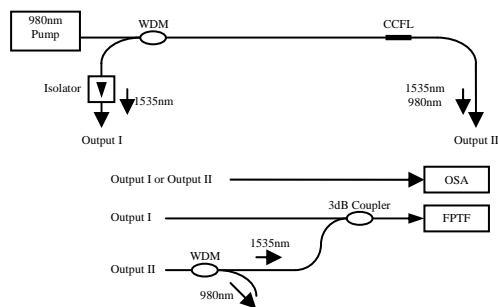 980nm
Pump
WDM
CCFL
Isolator
1535nm
1535nm
980nm
Output I
Output II
Output I or Output II
OSA
3dB Coupler
Output I
FPTF
1535nm
WDM
Output II
980nm